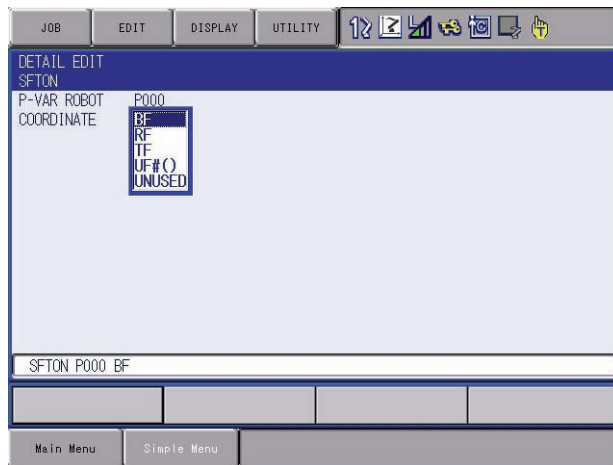 JOB EDIT DISPLAY UTILITY
DETAIL EDIT
SFTON
P-VAR ROBOT P000
COORDINATE BF
RF
TF
UF#()
UNUSED
SFTON P000 BF
Main Menu Simple Menu